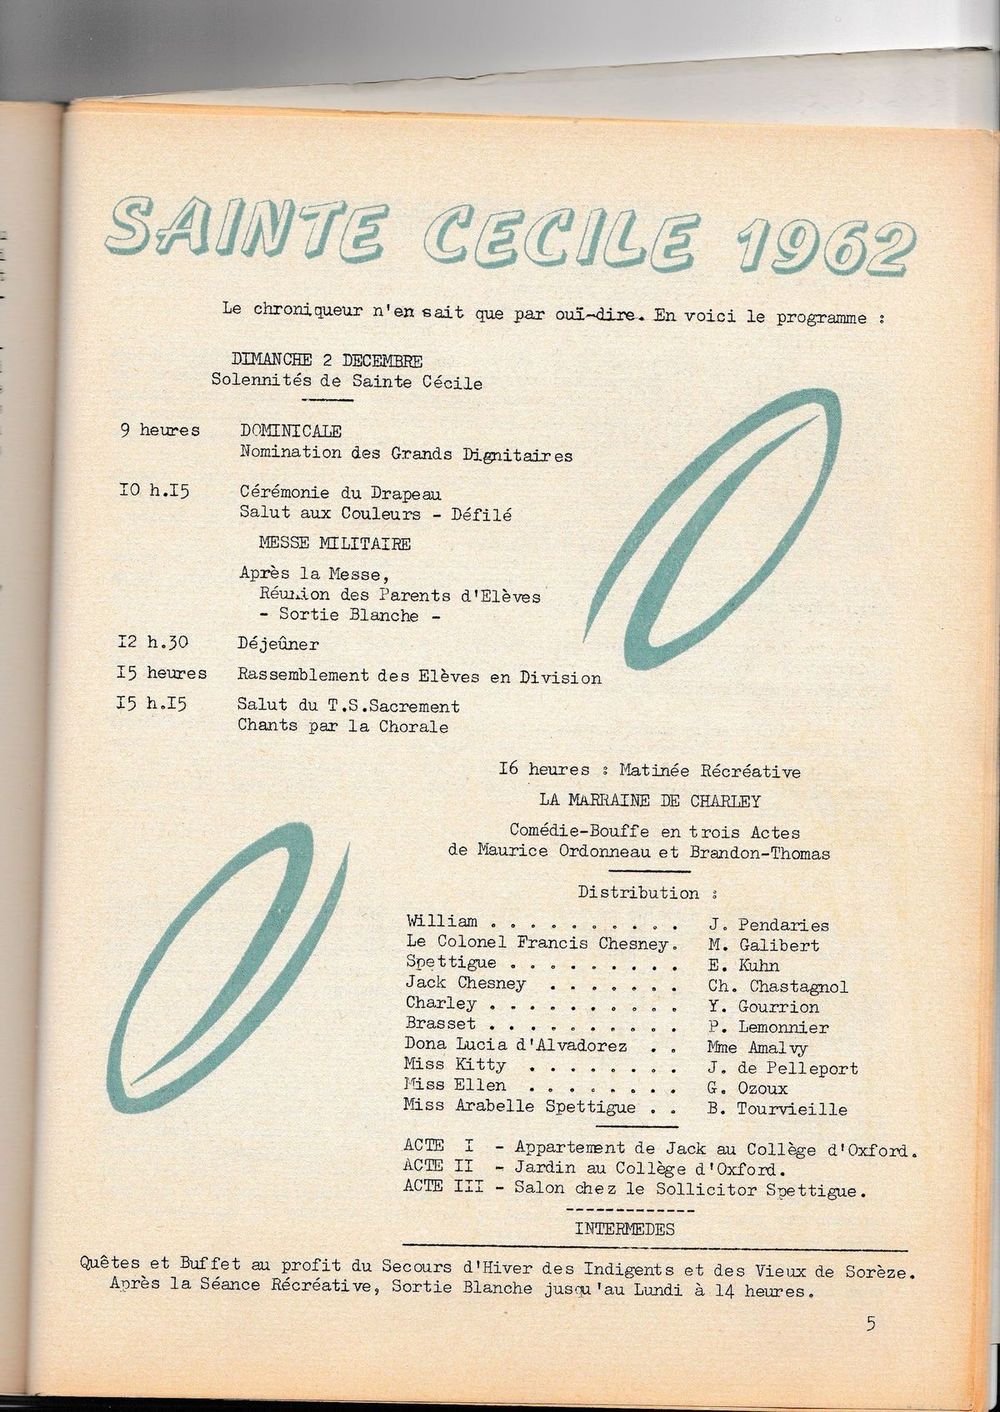 SAINTE CECILE 1962
Le chroniqueur n'en sait que par ouï-dire. En voici le programme :
DIMANCHE 2 DECEMBRE
Solennités de Sainte Cécile
9 heures DOMINICALE
Nomination des Grands Dignitaires
10 h.15 Cérémonie du Drapeau
Salut aux Couleurs - Défilé
MESSE MILITAIRE
Après la Messe,
Réunion des Parents d'Elèves
- Sortie Blanche -
12 h.30 Déjeûner
15 heures Rassemblement des Elèves en Division
15 h.15 Salut du T.S.Sacrement
Chants par la Chorale
16 heures : Matinée Récréative
LA MARRAINE DE CHARLEY
Comédie-Bouffe en trois Actes
de Maurice Ordonneau et Brandon-Thomas
Distribution :
William . . . . . . . . . . J. Pendaries
Le Colonel Francis Chesney. M. Galibert
Spettigue . . . . . . . . . E. Kuhn
Jack Chesney . . . . . . . Ch. Chastagnol
Charley . . . . . . . . . . Y. Gourrion
Brasset . . . . . . . . . . P. Lemonnier
Dona Lucia d'Alvadorez . . Mme Amalvy
Miss Kitty . . . . . . . . J. de Pelleport
Miss Ellen . . . . . . . . G. Ozoux
Miss Arabelle Spettigue . . B. Tourvieille
ACTE I - Appartement de Jack au Collège d'Oxford.
ACTE II - Jardin au Collège d'Oxford.
ACTE III - Salon chez le Sollicitor Spettigue.
INTERMEDES
Quêtes et Buffet au profit du Secours d'Hiver des Indigents et des Vieux de Sorèze.
Après la Séance Récréative, Sortie Blanche jusqu'au Lundi à 14 heures.
5